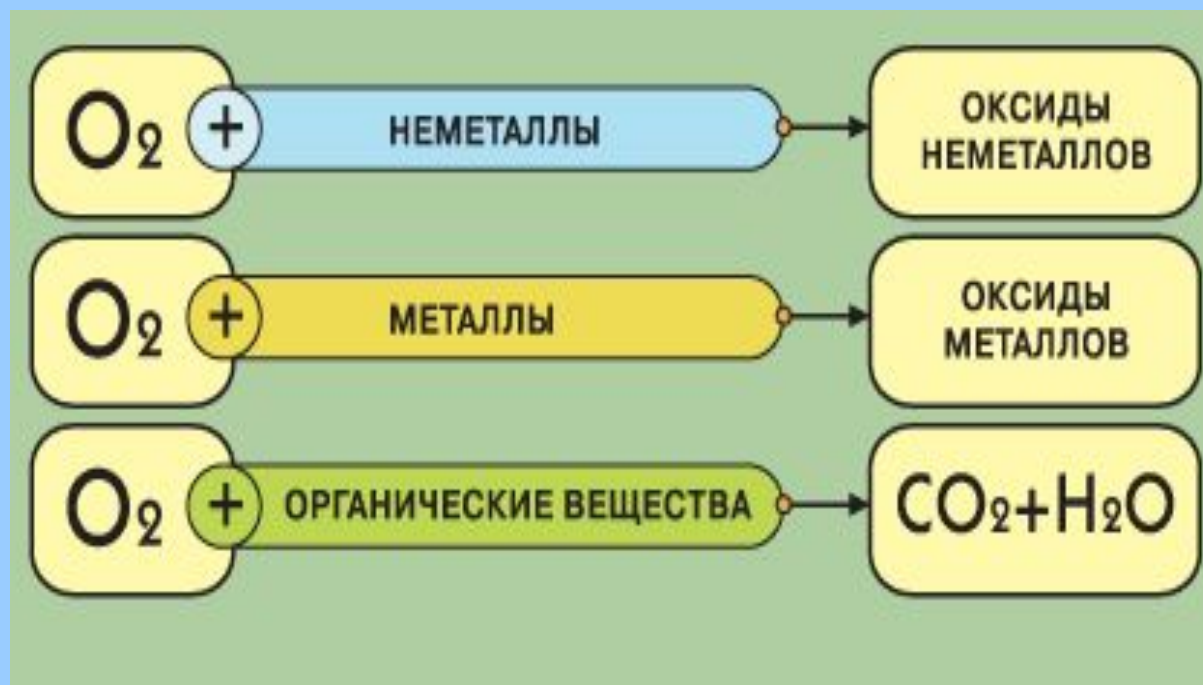 O₂ + НЕМЕТАЛЛЫ ОКСИДЫ
НЕМЕТАЛЛОВ
O₂ + МЕТАЛЛЫ ОКСИДЫ
МЕТАЛЛОВ
O₂ + ОРГАНИЧЕСКИЕ ВЕЩЕСТВА CO₂+H₂O